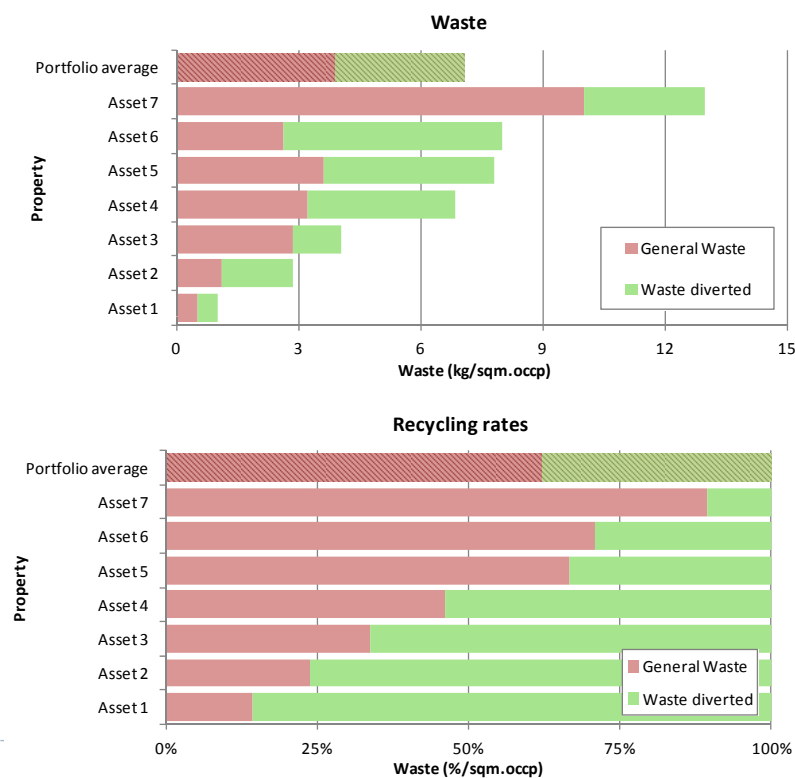 Waste
Portfolio average
Asset 7
Asset 6
Asset 5
Asset 4
Asset 3
Asset 2
Asset 1
Property
General Waste
Waste diverted
0 3 6 9 12 15
Waste (kg/sqm.occp)
Recycling rates
Portfolio average
Asset 7
Asset 6
Asset 5
Asset 4
Asset 3
Asset 2
Asset 1
Property
General Waste
Waste diverted
0% 25% 50% 75% 100%
Waste (%/sqm.occp)